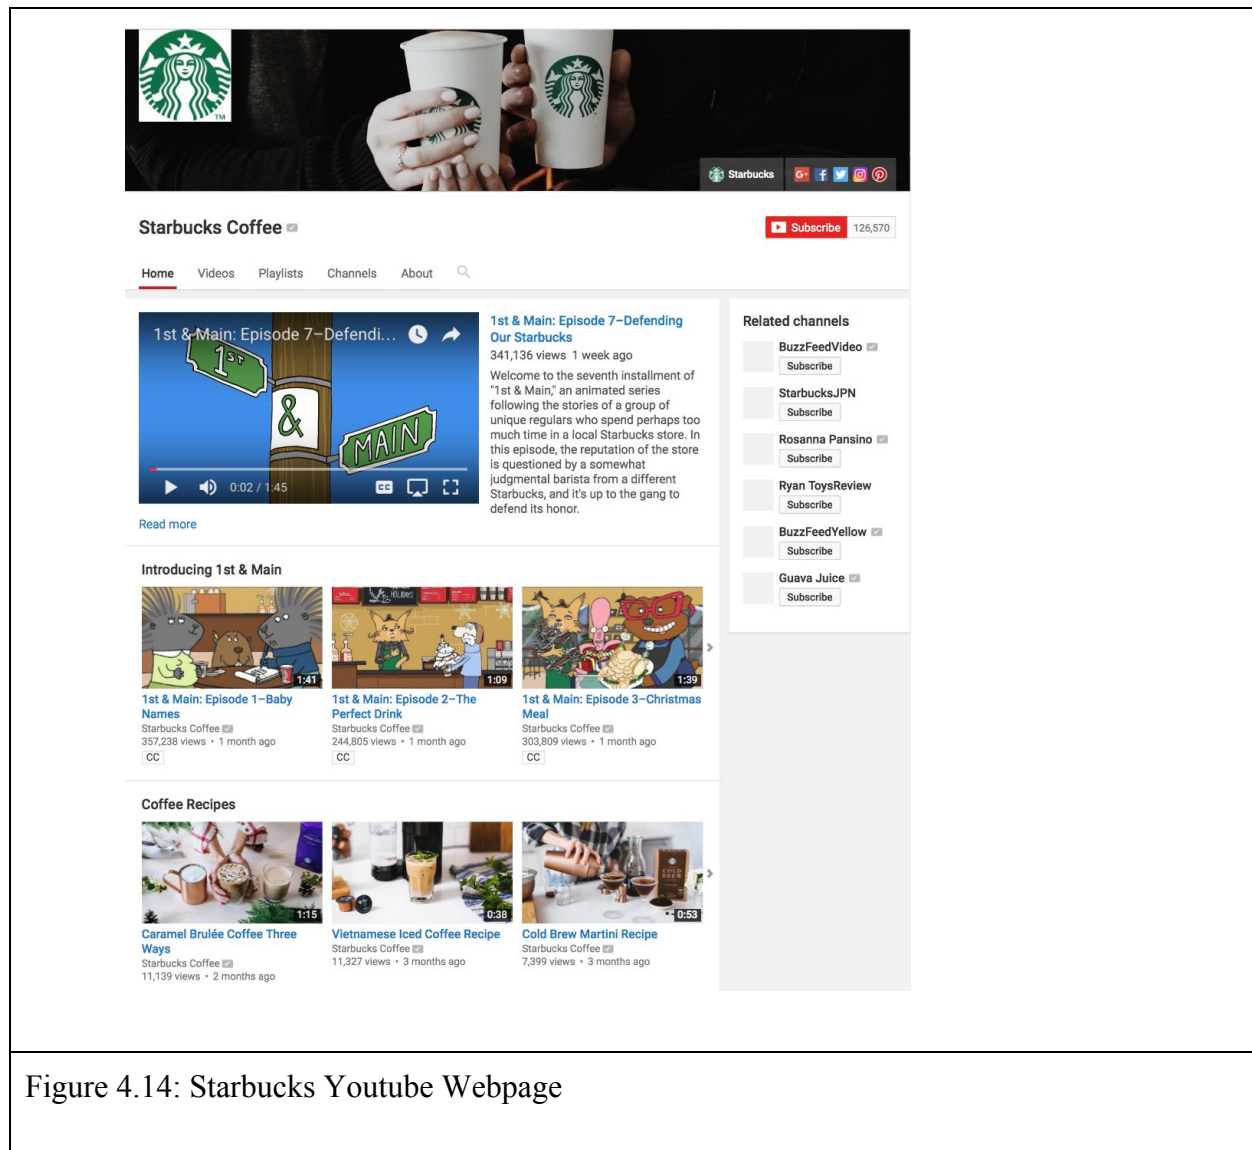 TM
Starbucks
Starbucks Coffee
Subscribe 126,570
Home Videos Playlists Channels About
1st & Main: Episode 7–Defendi...
1ST
&
MAIN
0:02 / 1:45
CC
1st & Main: Episode 7–Defending
Our Starbucks
341,136 views 1 week ago
Welcome to the seventh installment of
"1st & Main," an animated series
following the stories of a group of
unique regulars who spend perhaps too
much time in a local Starbucks store. In
this episode, the reputation of the store
is questioned by a somewhat
judgmental barista from a different
Starbucks, and it's up to the gang to
defend its honor.
Read more
Related channels
BuzzFeedVideo
Subscribe
StarbucksJPN
Subscribe
Rosanna Pansino
Subscribe
Ryan ToysReview
Subscribe
BuzzFeedYellow
Subscribe
Guava Juice
Subscribe
Introducing 1st & Main
1:41
1st & Main: Episode 1–Baby
Names
Starbucks Coffee
357,238 views • 1 month ago
CC
HOLIDAYS
1:09
1st & Main: Episode 2–The
Perfect Drink
Starbucks Coffee
244,805 views • 1 month ago
CC
1:39
1st & Main: Episode 3–Christmas
Meal
Starbucks Coffee
303,809 views • 1 month ago
CC
Coffee Recipes
1:15
Caramel Brulée Coffee Three
Ways
Starbucks Coffee
11,139 views • 2 months ago
0:38
Vietnamese Iced Coffee Recipe
Starbucks Coffee
11,327 views • 3 months ago
COLD
BREW
0:53
Cold Brew Martini Recipe
Starbucks Coffee
7,399 views • 3 months ago
Figure 4.14: Starbucks Youtube Webpage